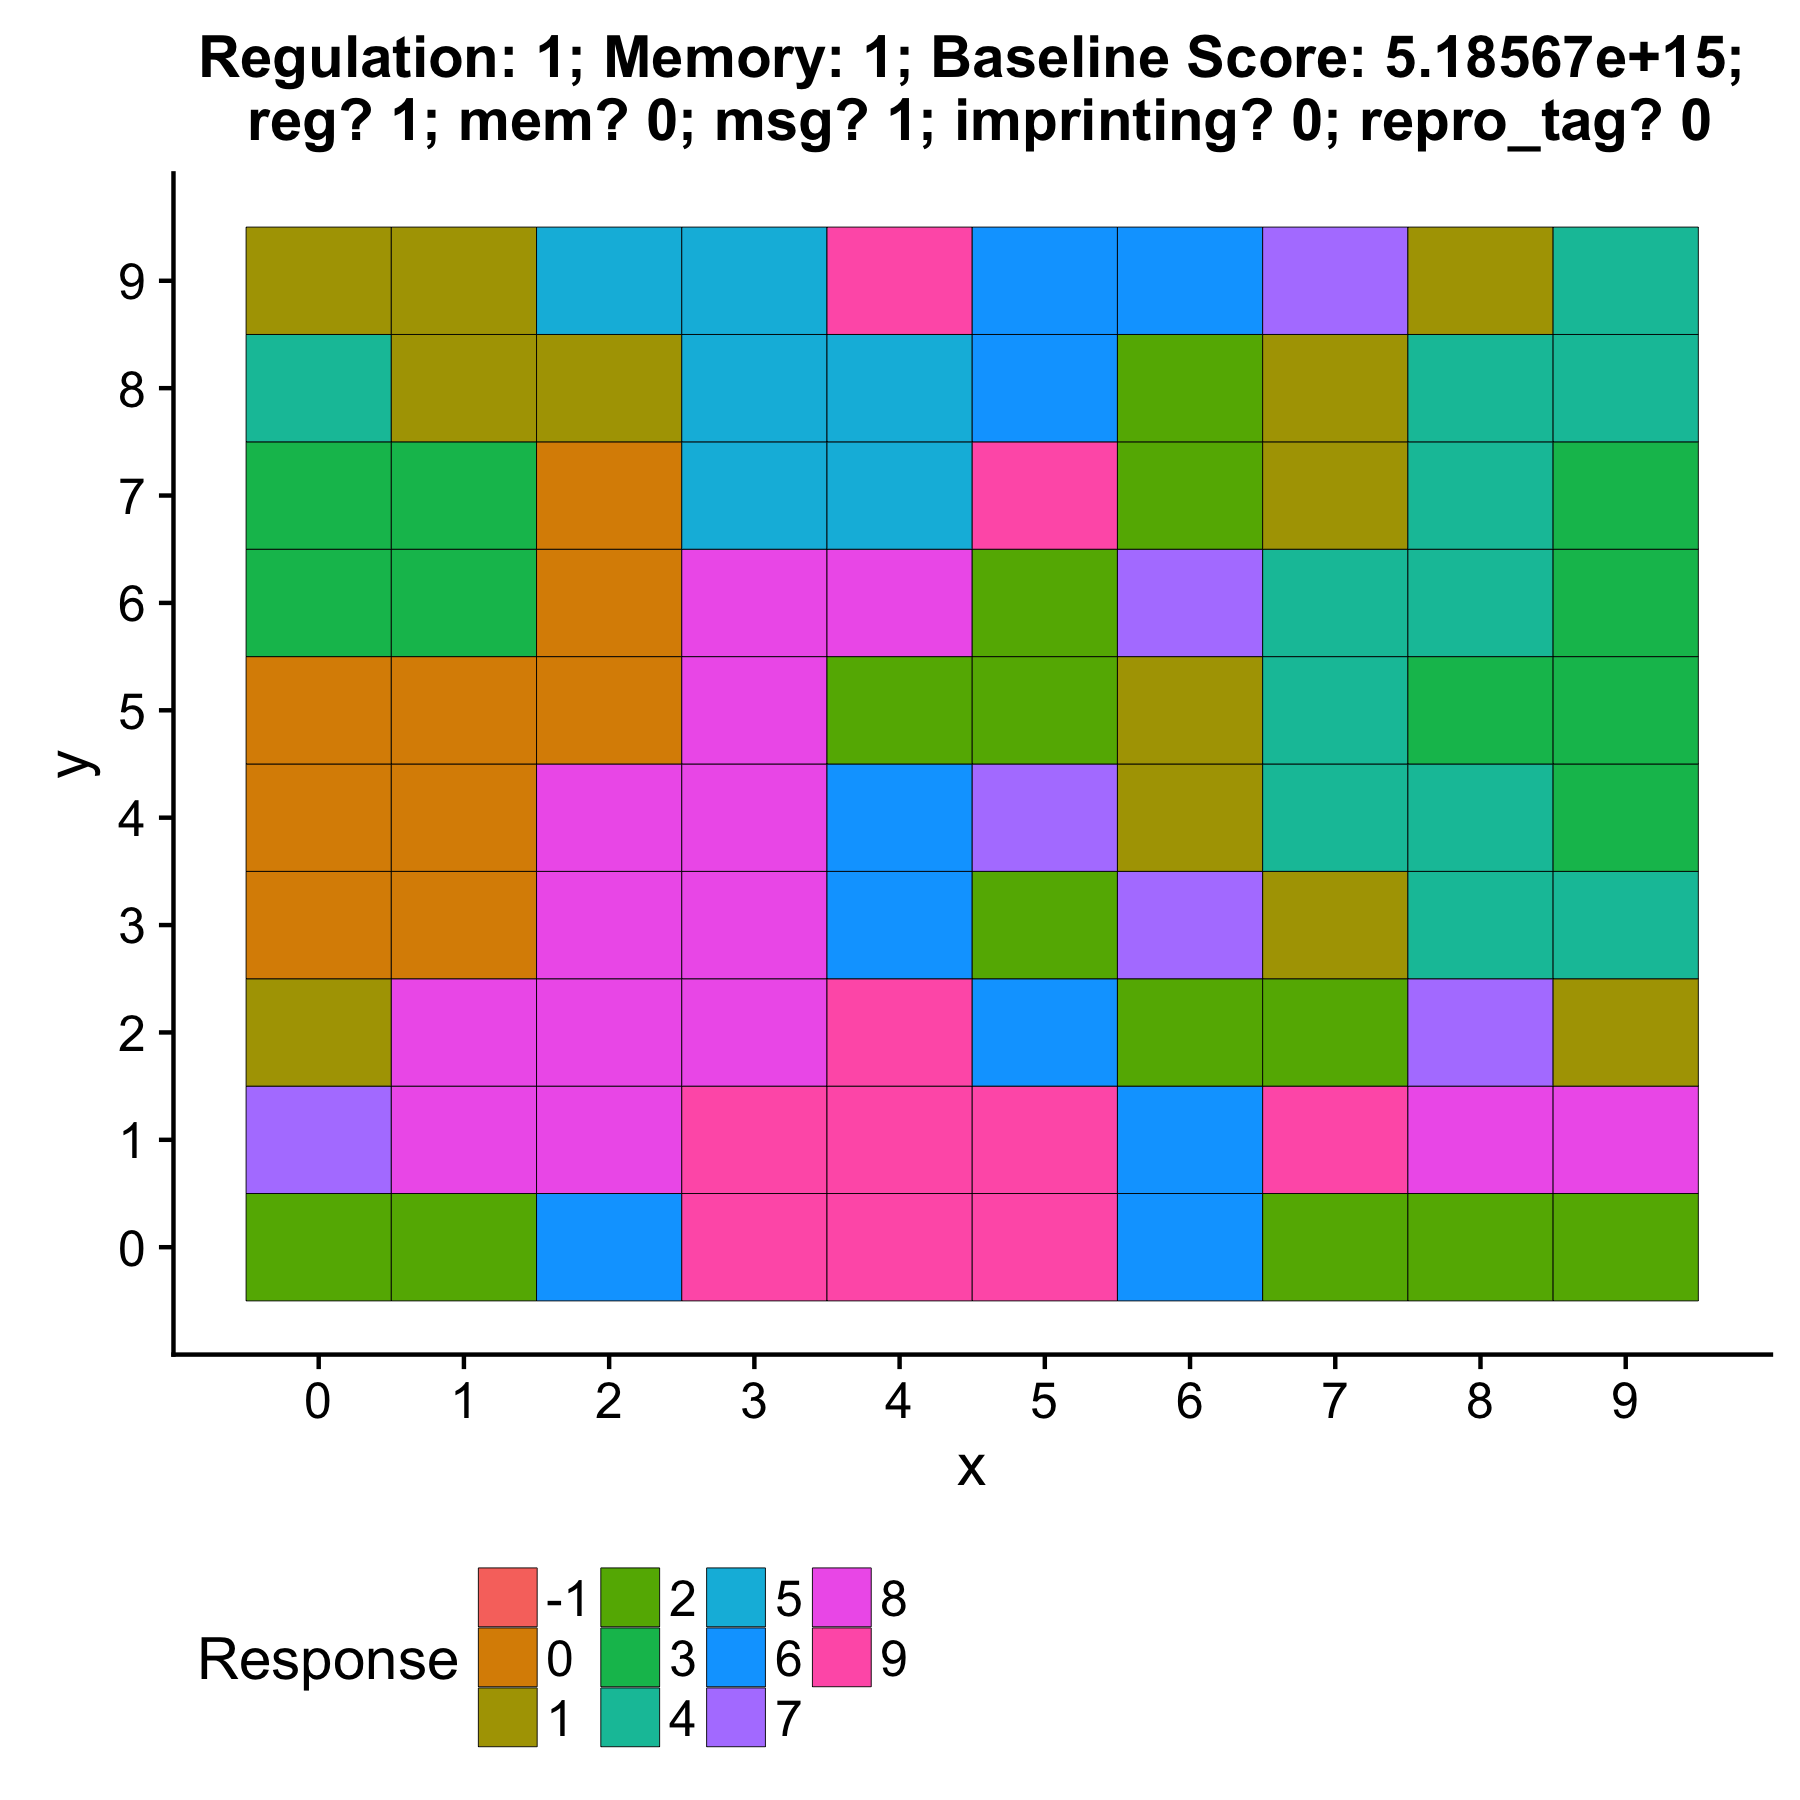 Regulation: 1; Memory: 1; Baseline Score: 5.18567e+15;
reg? 1; mem? 0; msg? 1; imprinting? 0; repro_tag? 0
9
8
7
6
5
4
3
2
1
0
y
0 1 2 3 4 5 6 7 8 9
x
Response
-1 2 5 8
0 3 6 9
1 4 7